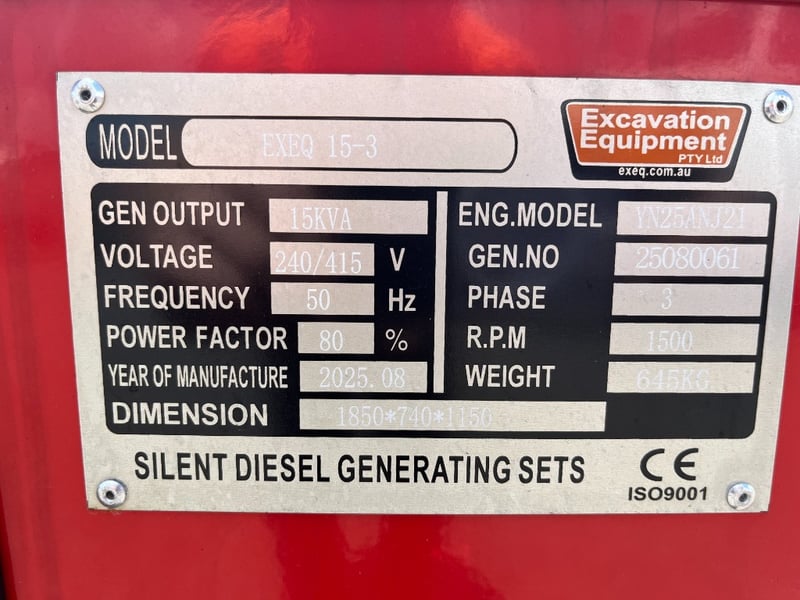 MODEL EXEQ 15-3
Excavation
Equipment
PTY Ltd
exeq.com.au
GEN OUTPUT 15KVA
VOLTAGE 240/415 V
FREQUENCY 50 Hz
POWER FACTOR 80 %
YEAR OF MANUFACTURE 2025.08
ENG.MODEL YN25ANJ21
GEN.NO 25080061
PHASE 3
R.P.M 1500
WEIGHT 645KG
DIMENSION 1850*740*1150
SILENT DIESEL GENERATING SETS
CE
ISO9001